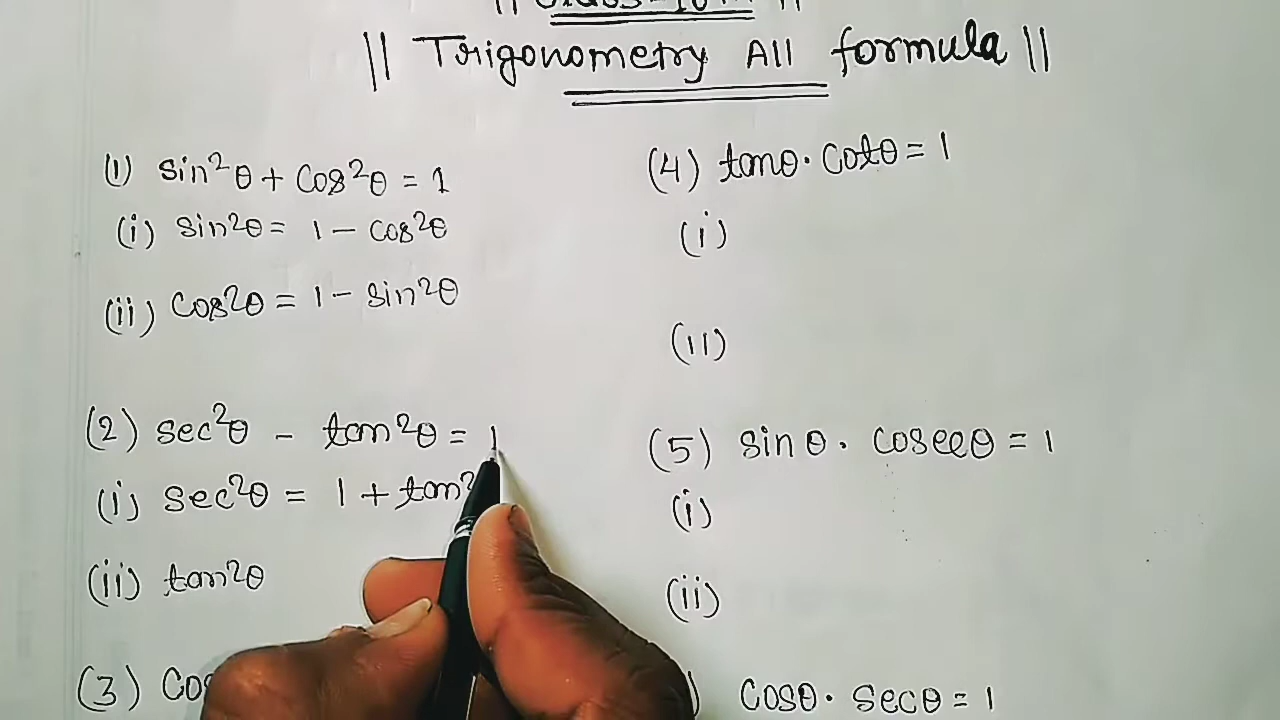 || Trigonometry All formula ||
(1) sin²θ + cos²θ = 1
(i) sin²θ = 1 − cos²θ
(ii) cos²θ = 1 − sin²θ
(2) sec²θ − tan²θ = 1
(i) sec²θ = 1 + tan²
(ii) tan²θ
(3)
(4) tanθ · cotθ = 1
(i)
(ii)
(5) sinθ · cosecθ = 1
(i)
(ii)
cosθ · secθ = 1